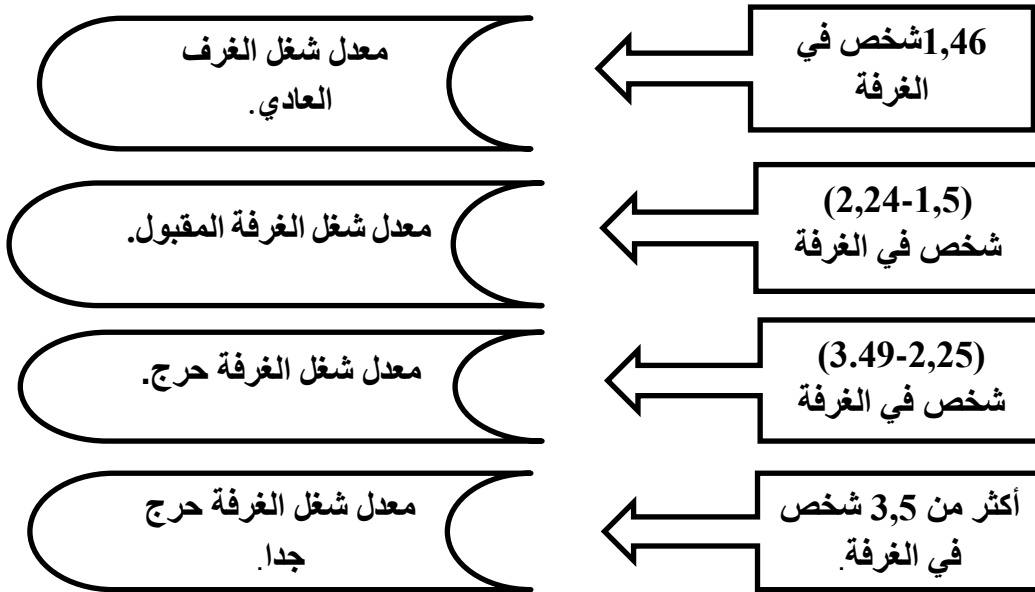 1,46شخص في
الغرفة
معدل شغل الغرف
العادي.
(2,24-1,5)
شخص في الغرفة
معدل شغل الغرفة المقبول.
(3.49-2,25)
شخص في الغرفة
معدل شغل الغرفة حرج.
أكثر من 3,5 شخص
في الغرفة.
معدل شغل الغرفة حرج
جدا.